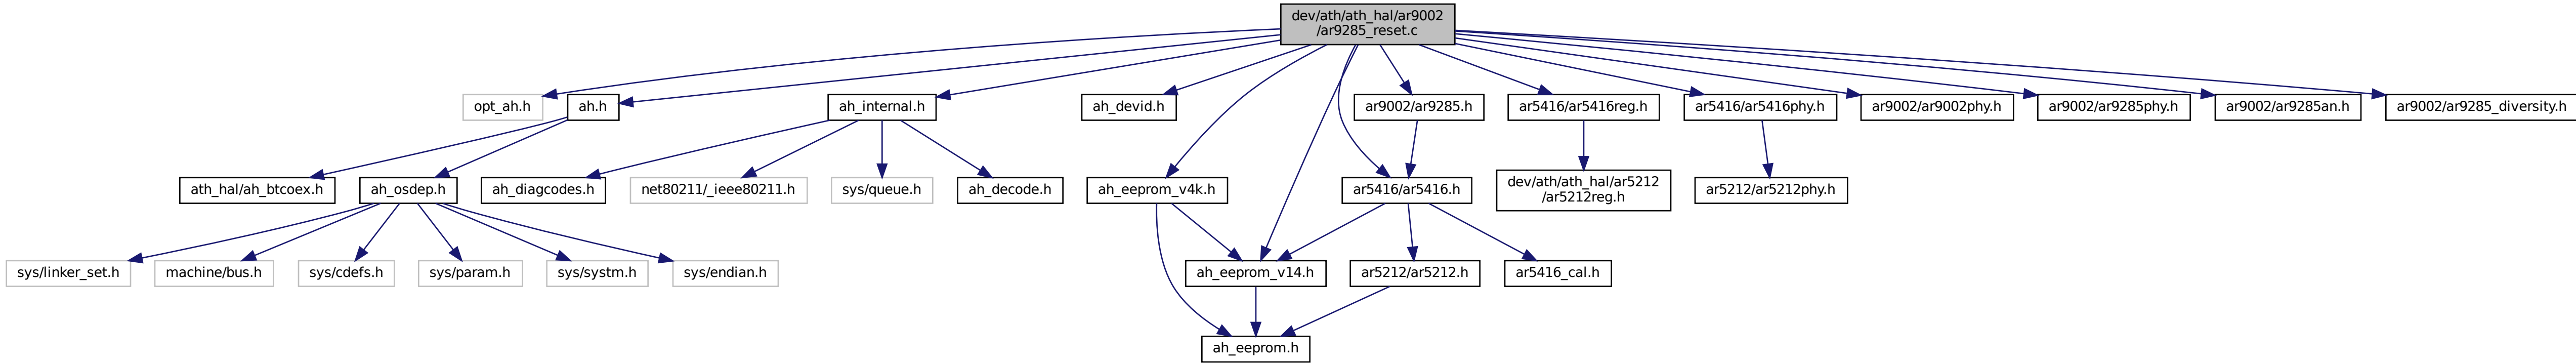 dev/ath/ath_hal/ar9002
/ar9285_reset.c
opt_ah.h
ah.h
ah_internal.h
ah_devid.h
ar9002/ar9285.h
ar5416/ar5416reg.h
ar5416/ar5416phy.h
ar9002/ar9002phy.h
ar9002/ar9285phy.h
ar9002/ar9285an.h
ar9002/ar9285_diversity.h
ath_hal/ah_btcoex.h
ah_osdep.h
ah_diagcodes.h
net80211/_ieee80211.h
sys/queue.h
ah_decode.h
ah_eeprom_v4k.h
ar5416/ar5416.h
dev/ath/ath_hal/ar5212
/ar5212reg.h
ar5212/ar5212phy.h
sys/linker_set.h
machine/bus.h
sys/cdefs.h
sys/param.h
sys/systm.h
sys/endian.h
ah_eeprom_v14.h
ar5212/ar5212.h
ar5416_cal.h
ah_eeprom.h